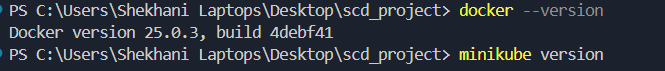 PS C:\Users\Shekhani Laptops\Desktop\scd_project> docker --version
Docker version 25.0.3, build 4debf41
PS C:\Users\Shekhani Laptops\Desktop\scd_project> minikube version